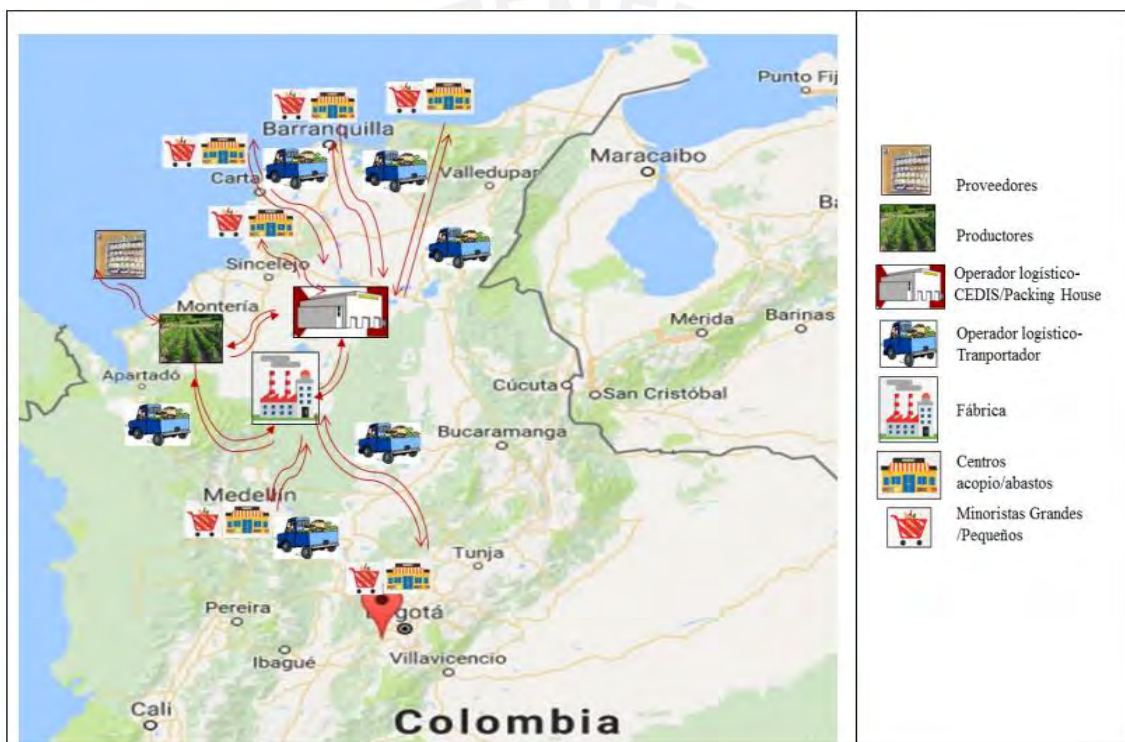 Punto Fij
Barranquilla
Maracaibo
Valledupar
Carta
Ba
Sincelejo
Montería
Mérida
Barinas
Apartadó
Cúcuta
San Cristóbal
Bucaramanga
Medellín
Tunja
Pereira
gotá
Ibagué
Villavicencio
Cali
Colombia
Proveedores
Productores
Operador logístico-
CEDIS/Packing House
Operador logístico-
Tranportador
Fábrica
Centros
acopio/abastos
Minoristas Grandes
/Pequeños